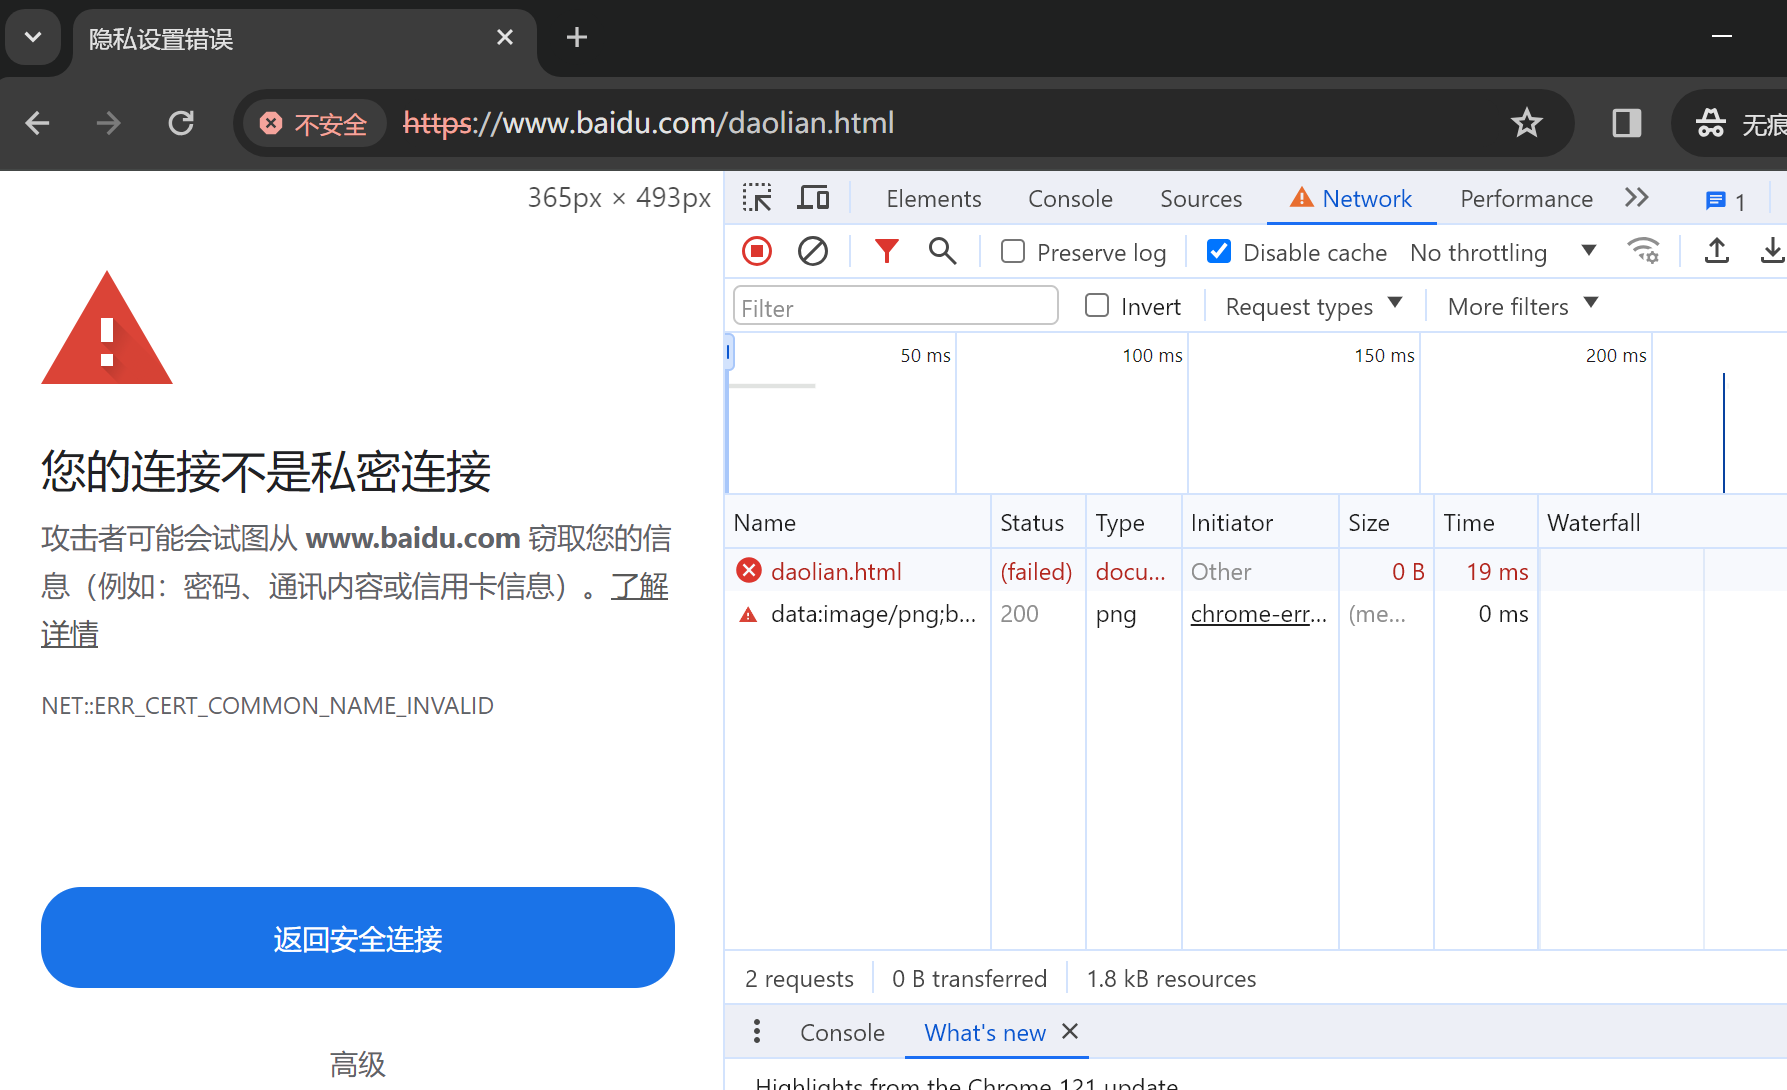 隐私设置错误
不安全 https://www.baidu.com/daolian.html 无痕
365px × 493px
您的连接不是私密连接
攻击者可能会试图从 www.baidu.com 窃取您的信
息（例如：密码、通讯内容或信用卡信息）。了解
详情
NET::ERR_CERT_COMMON_NAME_INVALID
返回安全连接
高级
Elements Console Sources Network Performance 1
Preserve log Disable cache No throttling
Filter Invert Request types More filters
50 ms 100 ms 150 ms 200 ms
Name Status Type Initiator Size Time Waterfall
daolian.html (failed) docu... Other 0 B 19 ms
data:image/png;b... 200 png chrome-err... (me... 0 ms
2 requests 0 B transferred 1.8 kB resources
Console What's new
Highlights from the Chrome 121 update